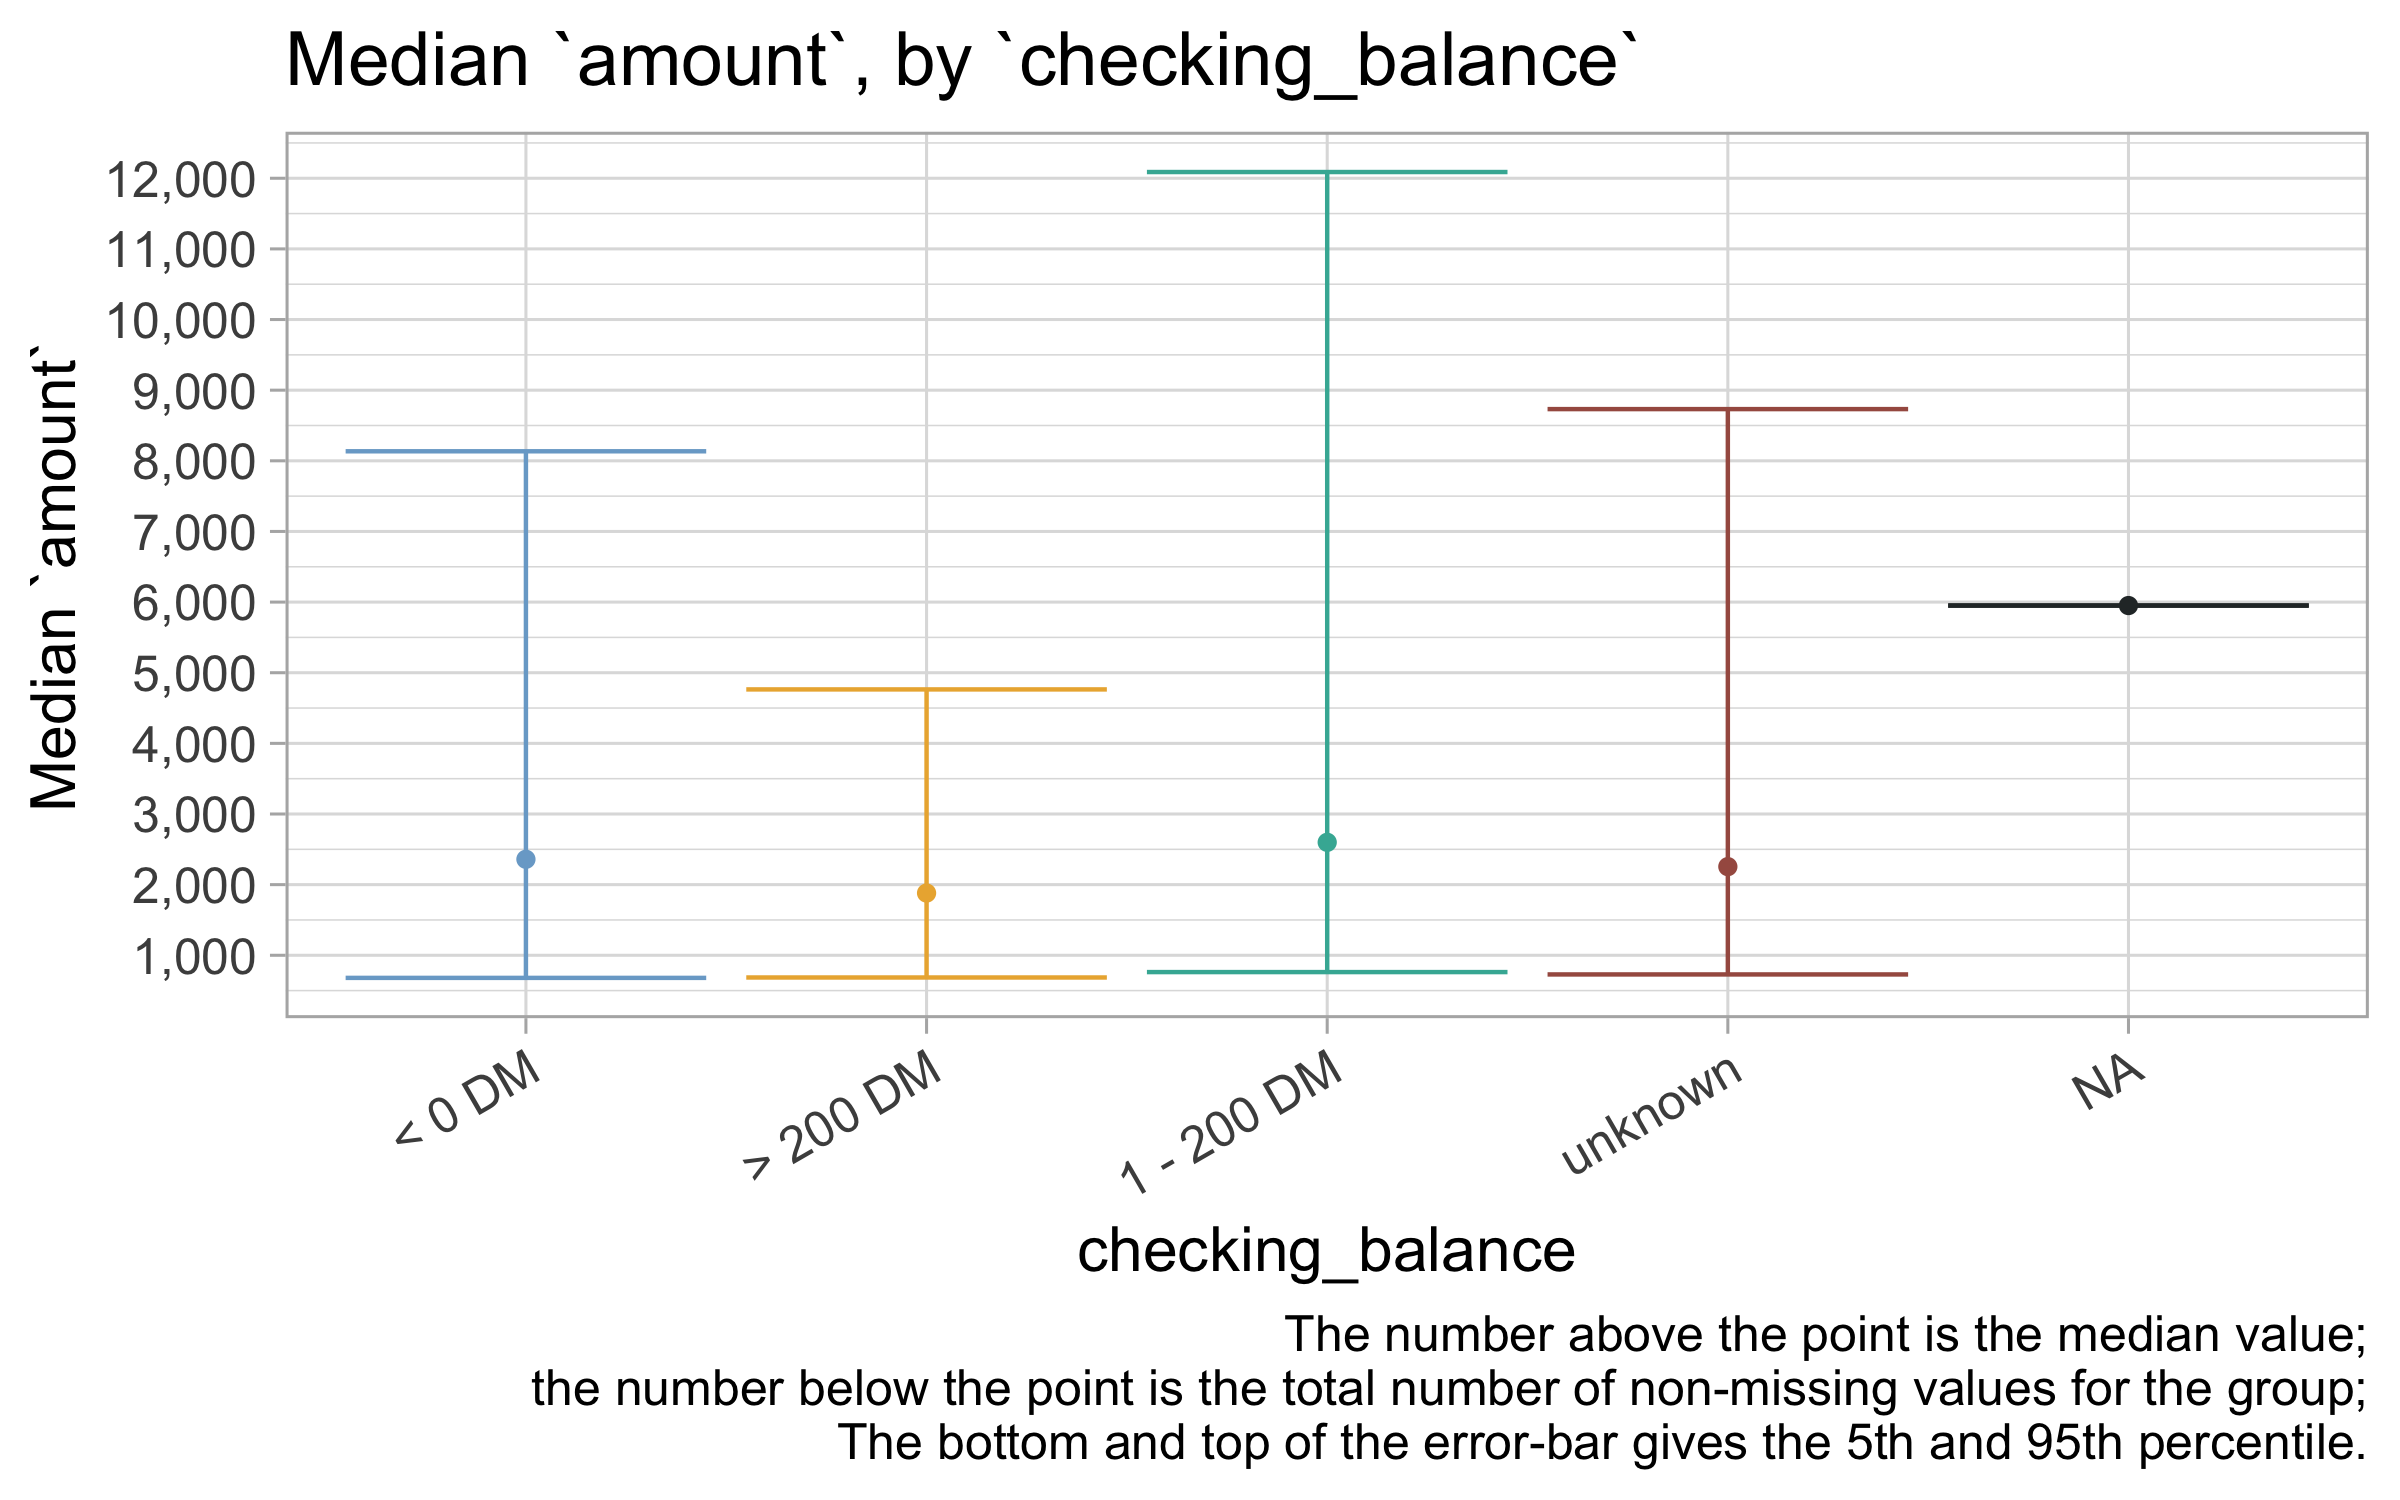 Median `amount`, by `checking_balance`
Median `amount`
12,000
11,000
10,000
9,000
8,000
7,000
6,000
5,000
4,000
3,000
2,000
1,000
< 0 DM
> 200 DM
1 - 200 DM
unknown
NA
checking_balance
The number above the point is the median value;
the number below the point is the total number of non-missing values for the group;
The bottom and top of the error-bar gives the 5th and 95th percentile.